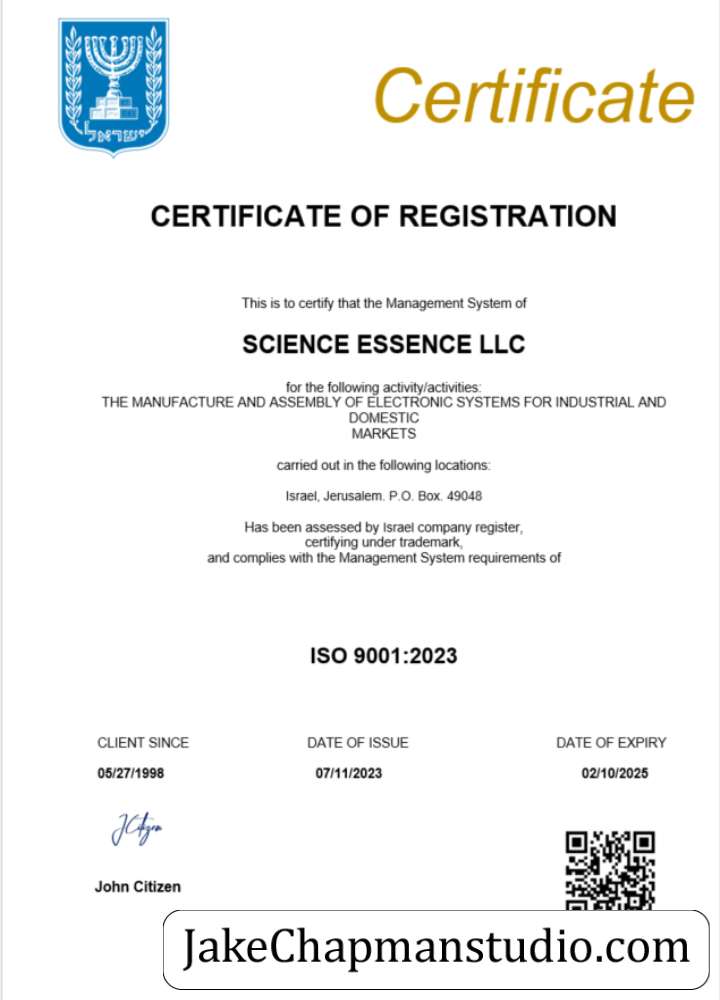 ישראל
Certificate
CERTIFICATE OF REGISTRATION
This is to certify that the Management System of
SCIENCE ESSENCE LLC
for the following activity/activities:
THE MANUFACTURE AND ASSEMBLY OF ELECTRONIC SYSTEMS FOR INDUSTRIAL AND
DOMESTIC
MARKETS
carried out in the following locations:
Israel, Jerusalem. P.O. Box. 49048
Has been assessed by Israel company register,
certifying under trademark,
and complies with the Management System requirements of
ISO 9001:2023
CLIENT SINCE DATE OF ISSUE DATE OF EXPIRY
05/27/1998 07/11/2023 02/10/2025
JCitizen
John Citizen
JakeChapmanstudio.com